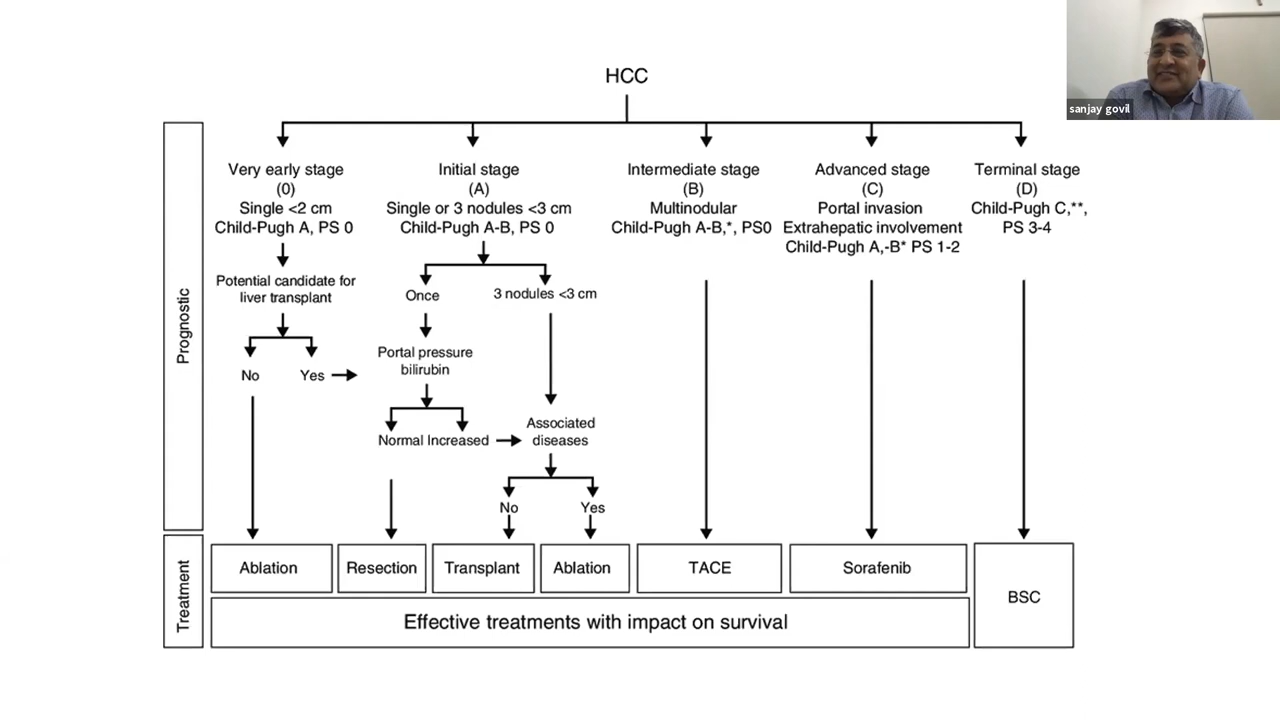 HCC
sanjay govil
Prognostic
Very early stage
(0)
Single <2 cm
Child-Pugh A, PS 0
Potential candidate for
liver transplant
No
Yes
Initial stage
(A)
Single or 3 nodules <3 cm
Child-Pugh A-B, PS 0
Once
3 nodules <3 cm
Portal pressure
bilirubin
Normal Increased
Associated
diseases
No
Yes
Intermediate stage
(B)
Multinodular
Child-Pugh A-B,*, PS0
Advanced stage
(C)
Portal invasion
Extrahepatic involvement
Child-Pugh A,-B* PS 1-2
Terminal stage
(D)
Child-Pugh C,**,
PS 3-4
Treatment
Ablation
Resection
Transplant
Ablation
TACE
Sorafenib
BSC
Effective treatments with impact on survival